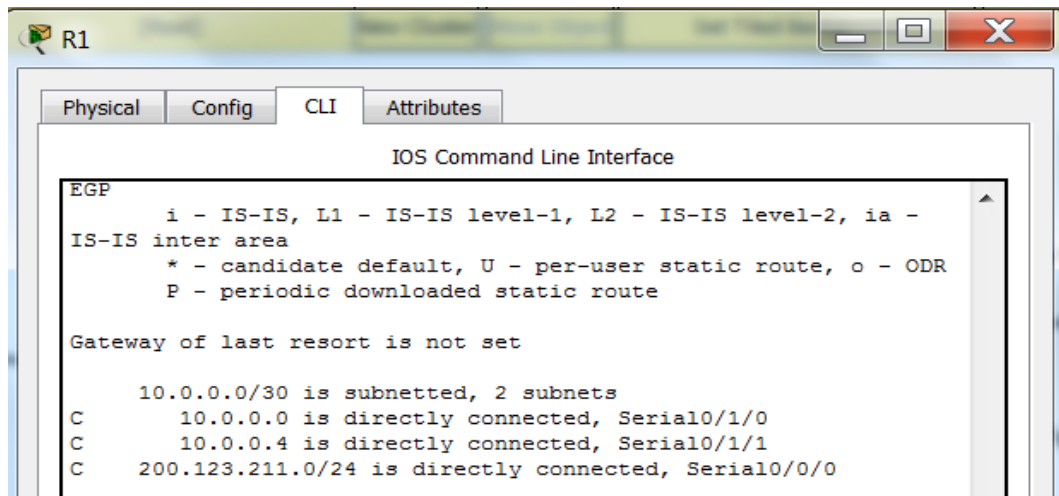 R1
Physical Config CLI Attributes
IOS Command Line Interface
EGP
i - IS-IS, L1 - IS-IS level-1, L2 - IS-IS level-2, ia -
IS-IS inter area
* - candidate default, U - per-user static route, o - ODR
P - periodic downloaded static route
Gateway of last resort is not set
10.0.0.0/30 is subnetted, 2 subnets
C 10.0.0.0 is directly connected, Serial0/1/0
C 10.0.0.4 is directly connected, Serial0/1/1
C 200.123.211.0/24 is directly connected, Serial0/0/0